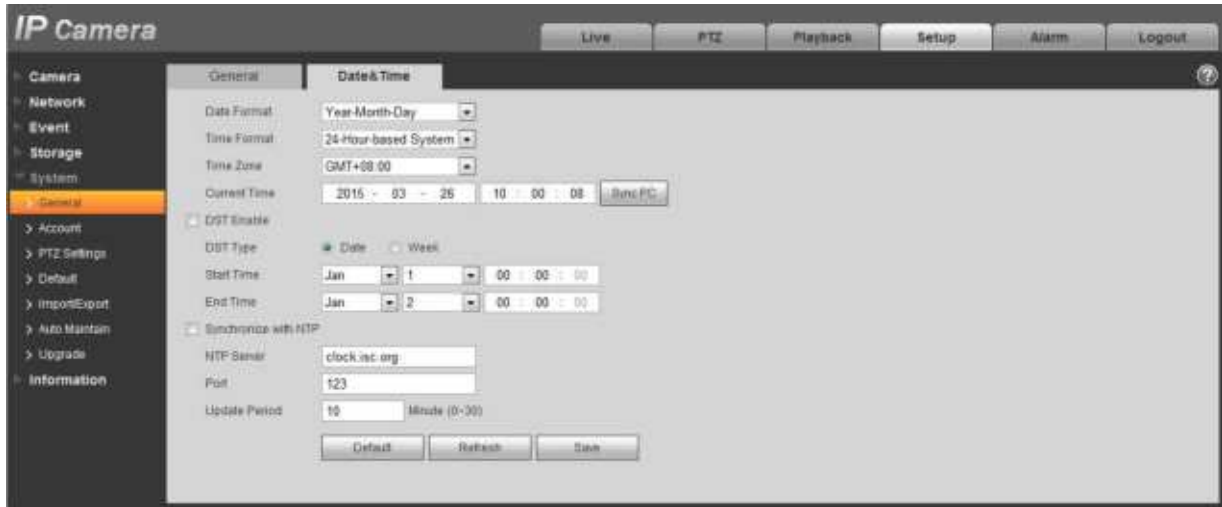 IP Camera
Live PTZ Playback Setup Alarm Logout
Camera
Network
Event
Storage
System
General
Account
PTZ Settings
Default
Import/Export
Auto Maintain
Upgrade
Information
General Date&Time
Date Format Year-Month-Day
Time Format 24-Hour-based System
Time Zone GMT+08:00
Current Time 2015 - 03 - 26 10 : 00 : 08 Sync PC
DST Enable
DST Type Date Week
Start Time Jan 1 00 : 00 : 00
End Time Jan 2 00 : 00 : 00
Synchronize with NTP
NTP Server clock.isc.org
Port 123
Update Period 10 Minute (0~30)
Default Refresh Save